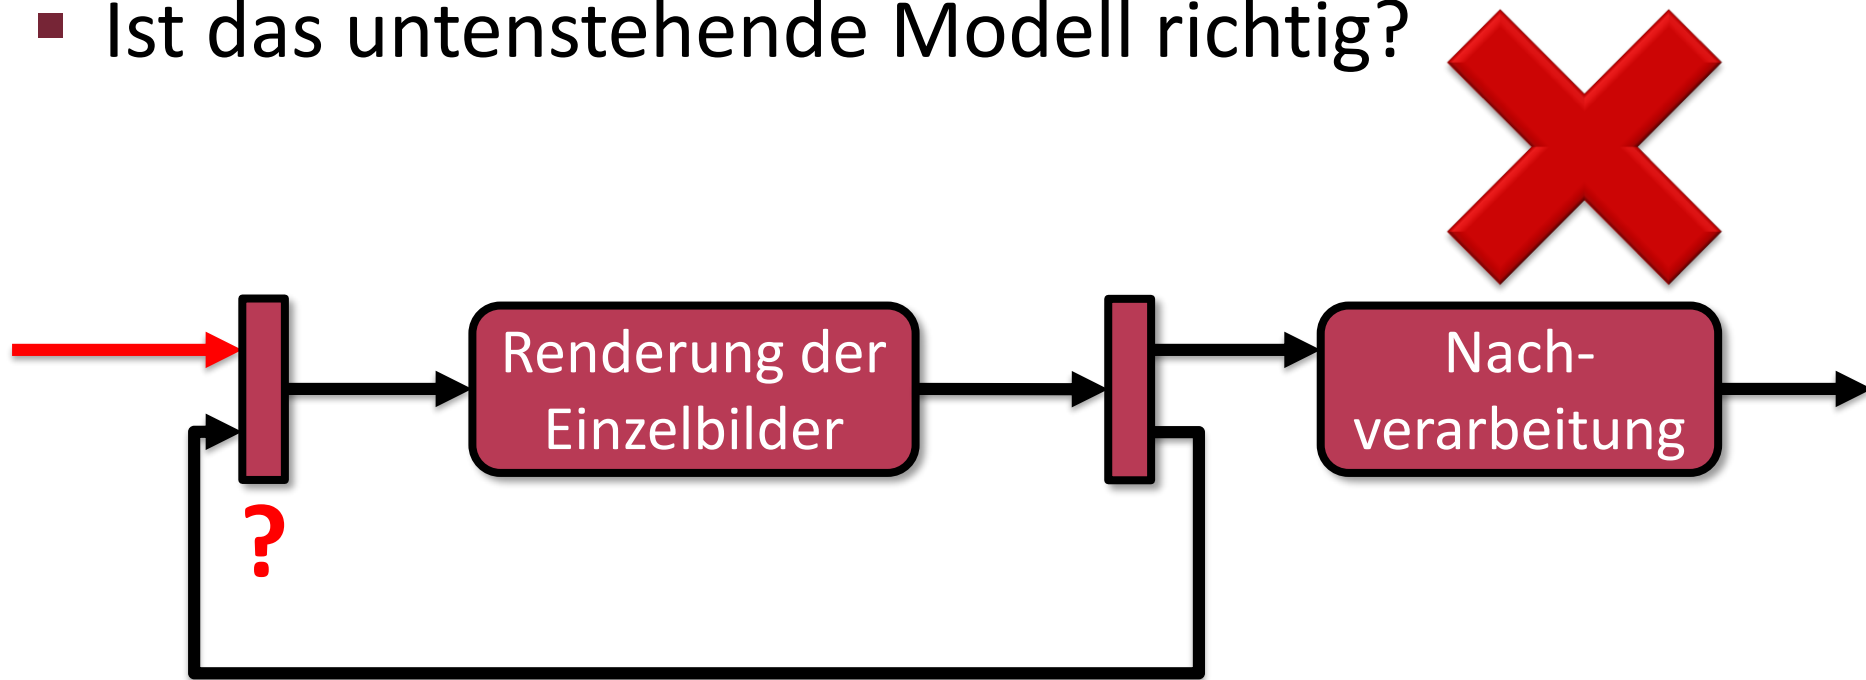 Ist das untenstehende Modell richtig?
Renderung der
Einzelbilder
Nach-
verarbeitung
?